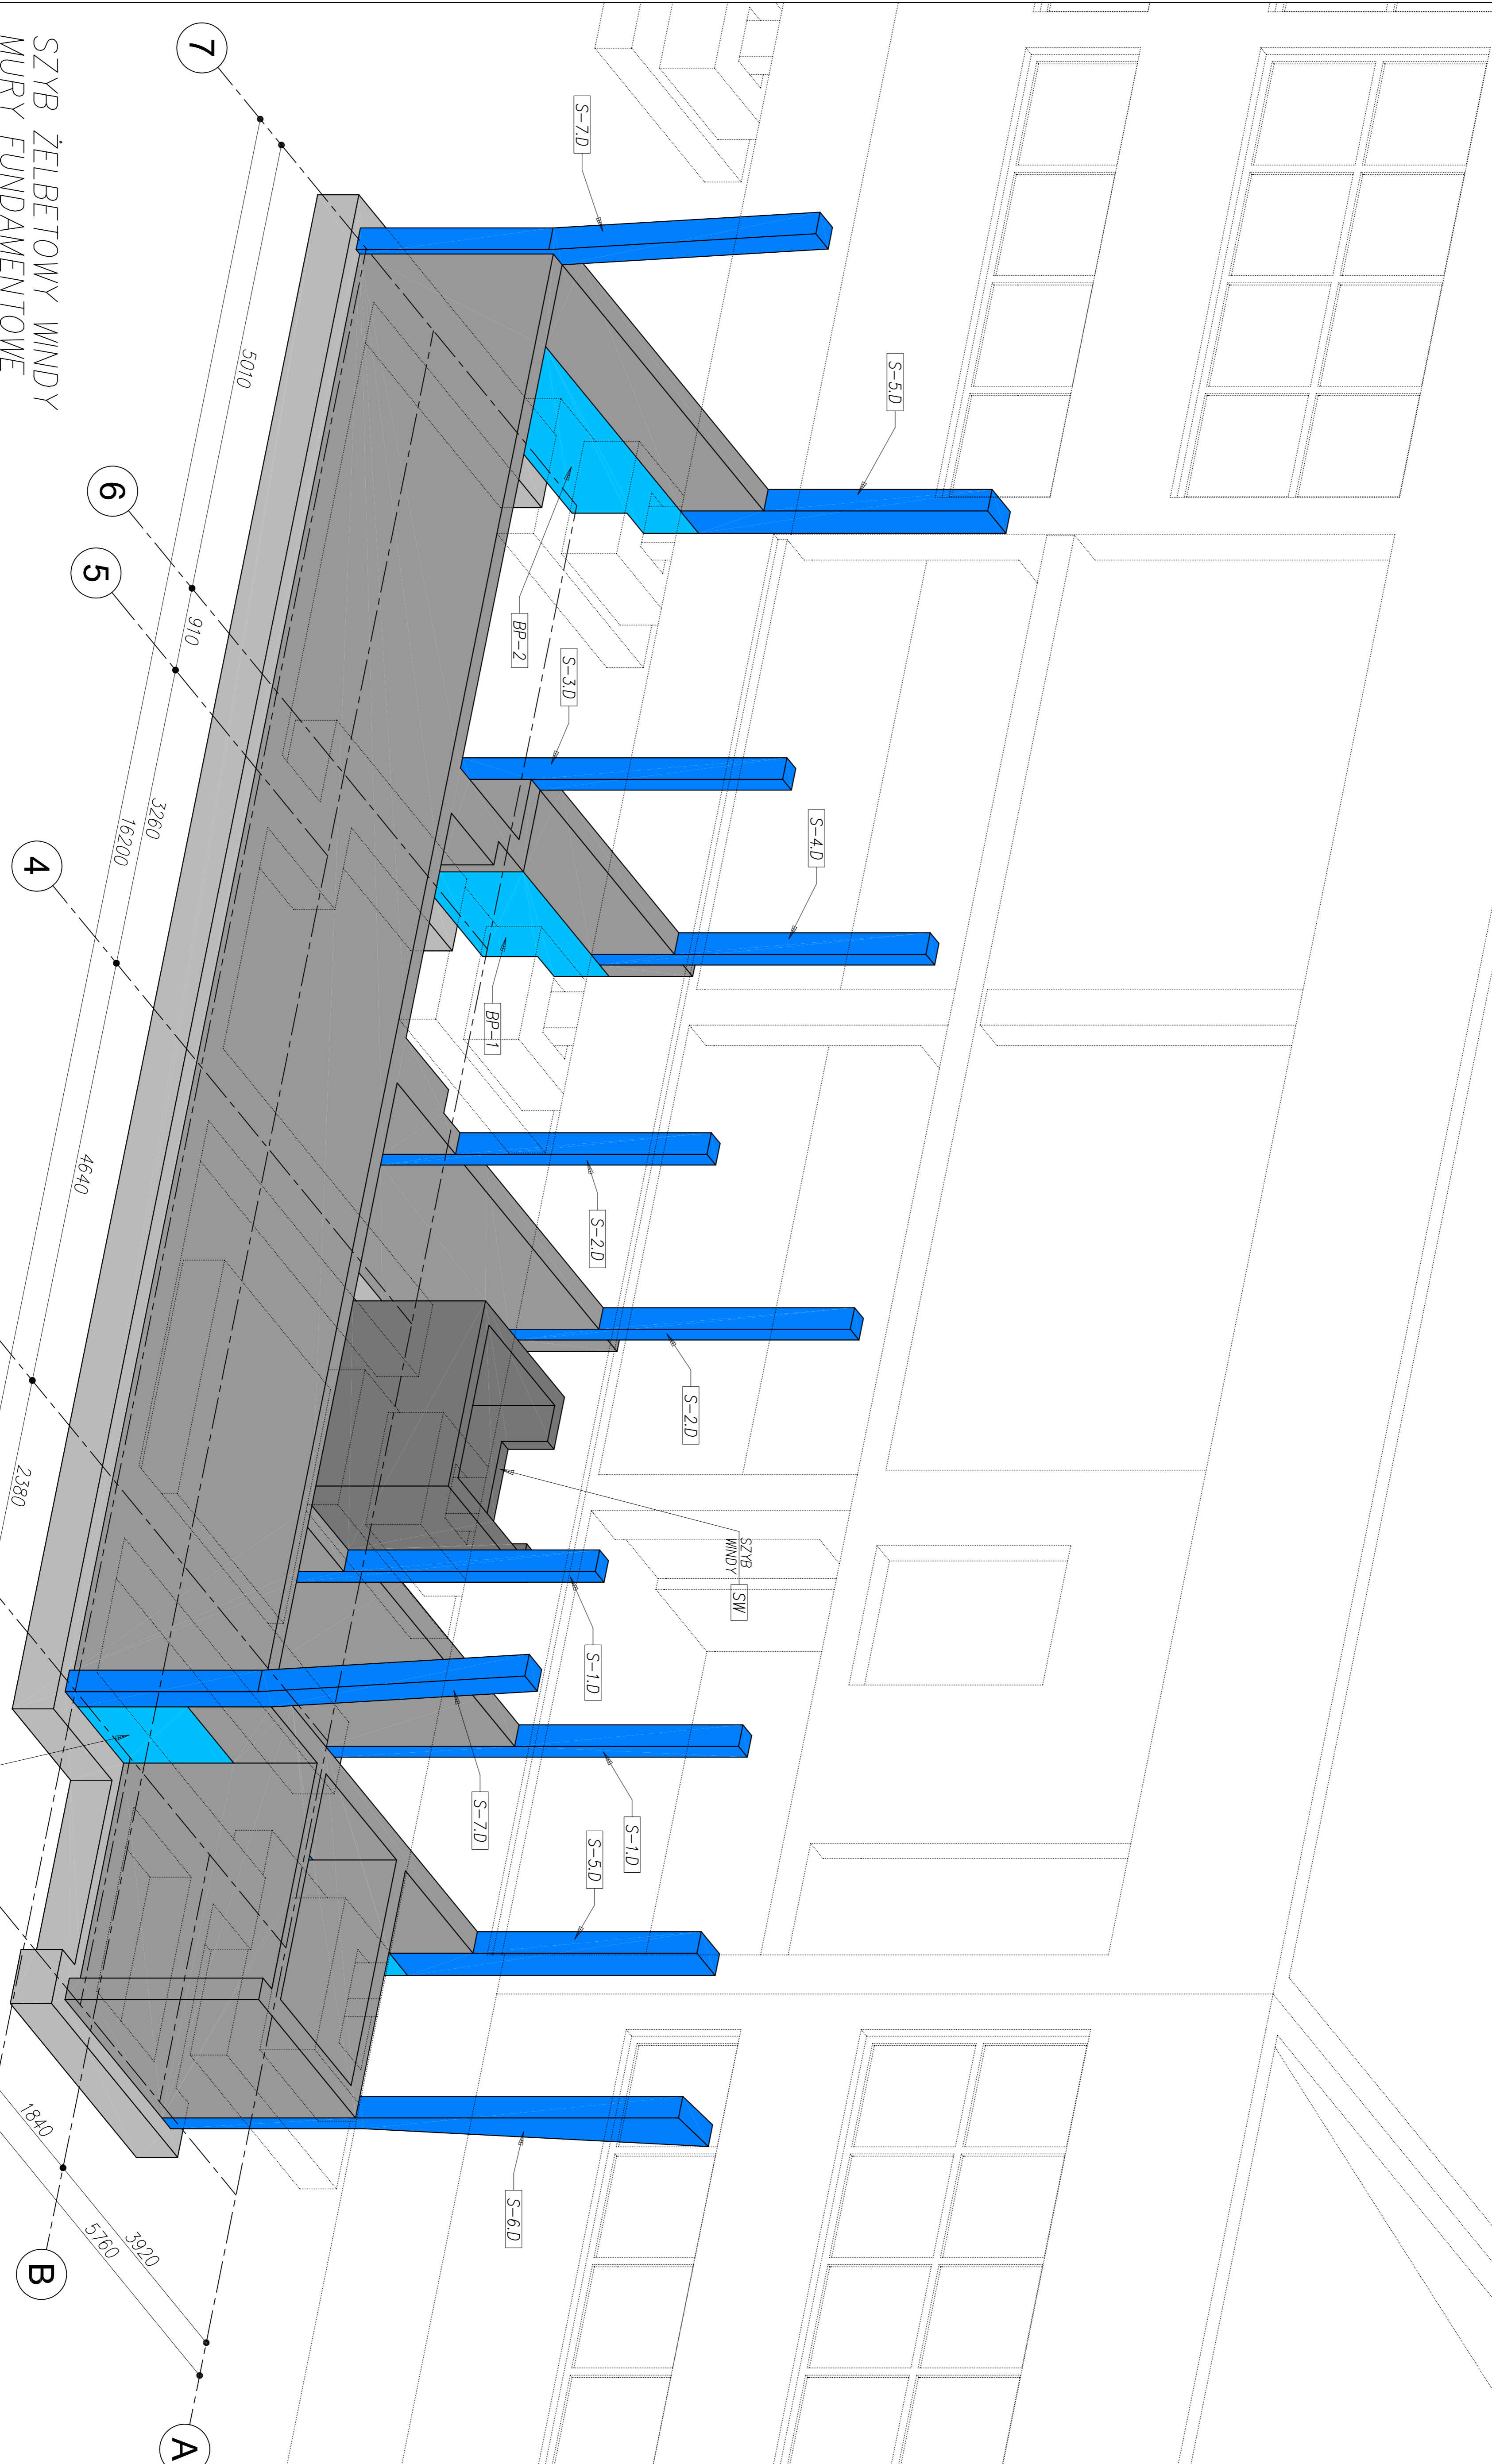 SZYB ŻELBETOWY WINDY
MURY FUNDAMENTOWE
7
6
5
4
B
A
S-7.D
S-5.D
BP-2
S-3.D
S-4.D
BP-1
S-2.D
S-2.D
SZYB
WINDY
SW
S-1.D
S-1.D
S-7.D
S-5.D
S-6.D
5010
910
3260
16200
4640
2380
1840
3920
5760